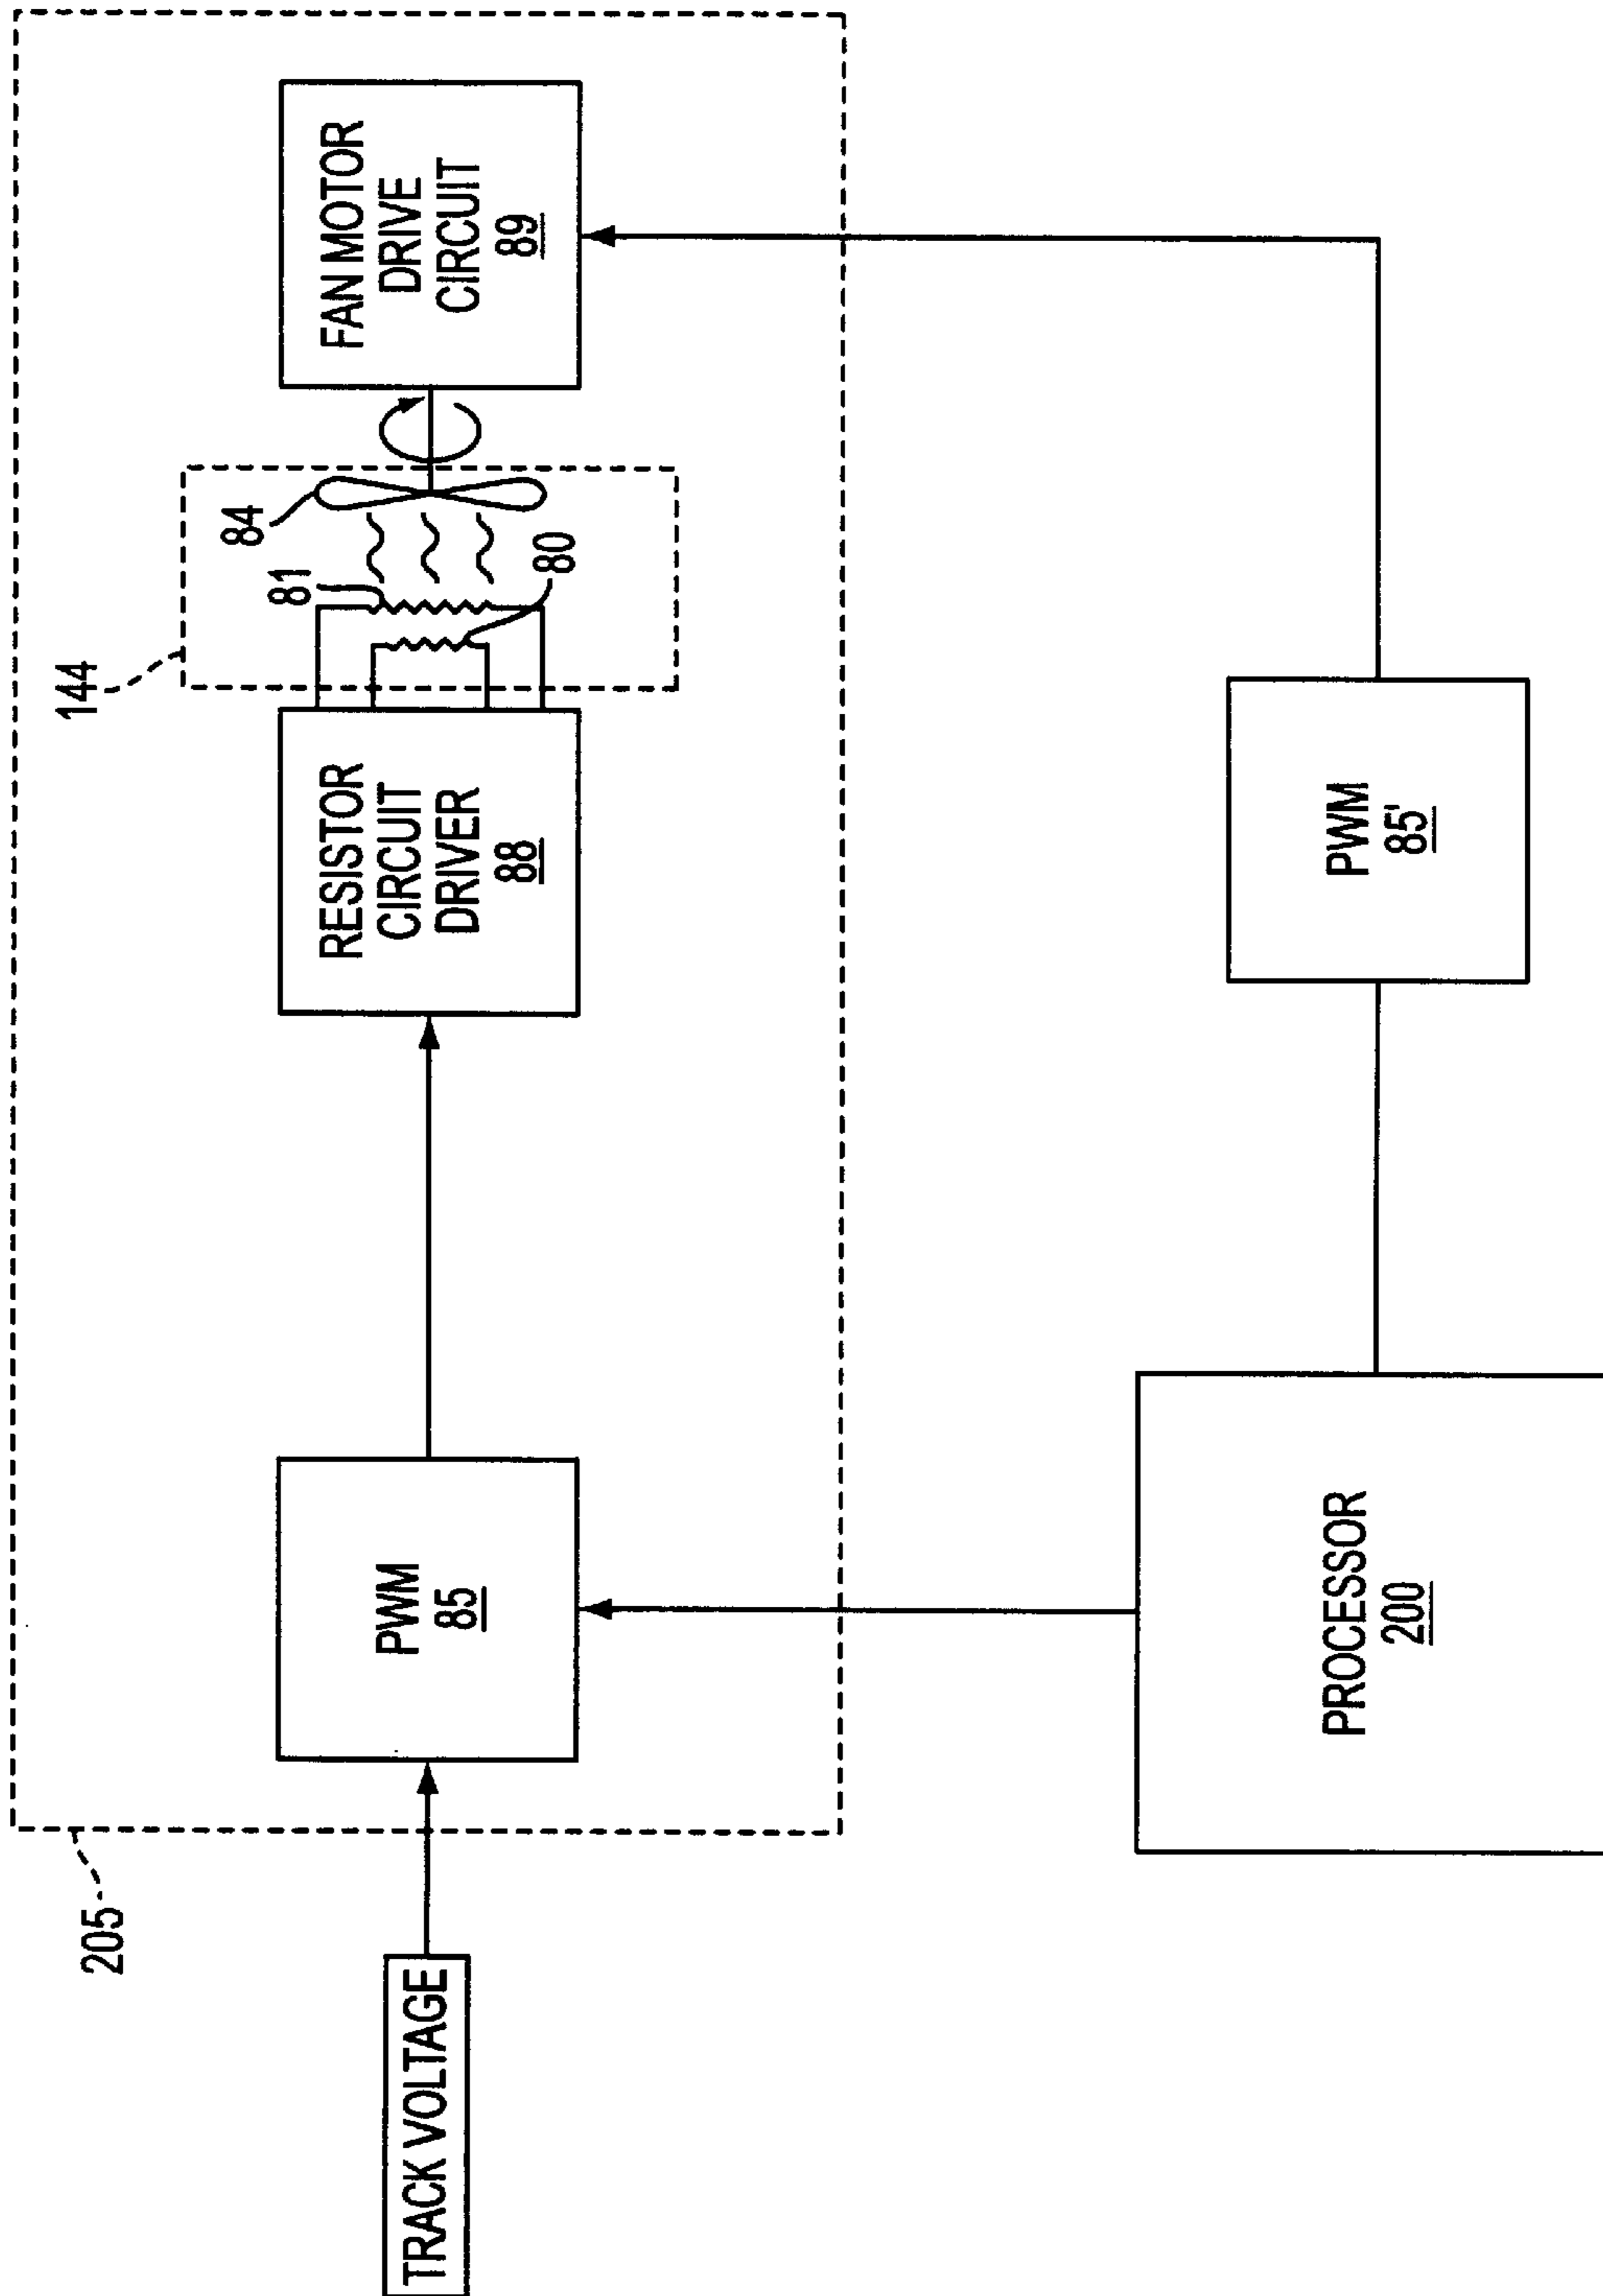 205
144
TRACK VOLTAGE
PWM
85
RESISTOR
CIRCUIT
DRIVER
88
81
84
80
FAN MOTOR
DRIVE
CIRCUIT
89
PROCESSOR
200
PWM
85'